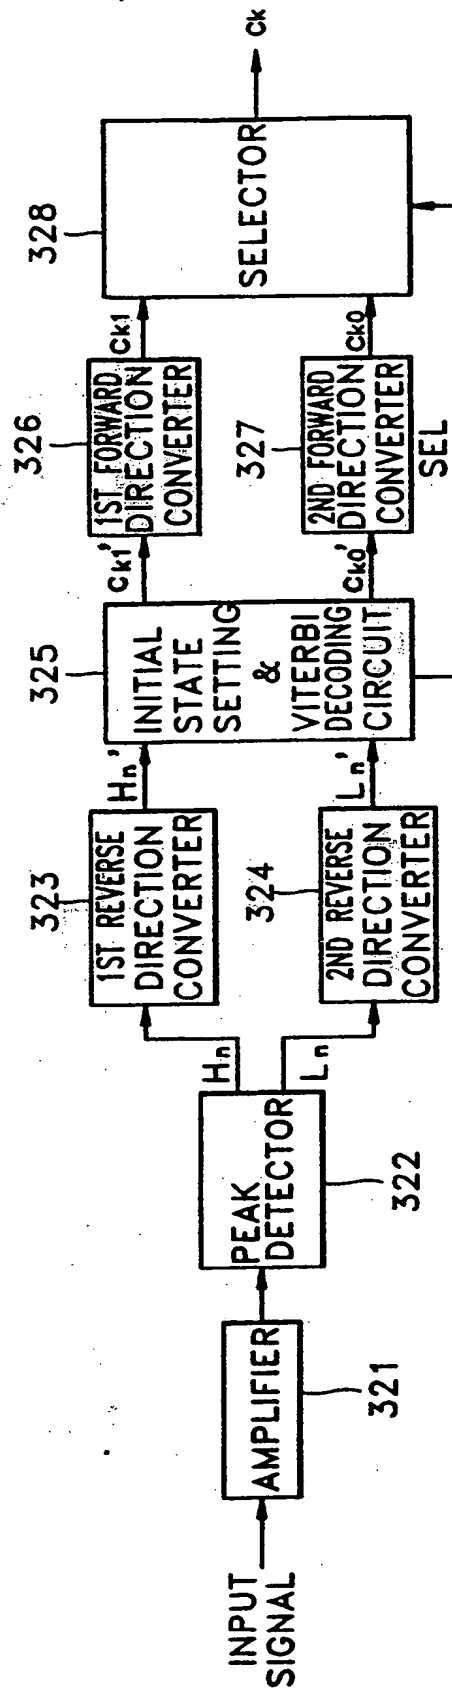 INPUT
SIGNAL
AMPLIFIER
321
PEAK
DETECTOR
322
Hn
Ln
323
1ST REVERSE
DIRECTION
CONVERTER
324
2ND REVERSE
DIRECTION
CONVERTER
Hn'
Ln'
325
INITIAL
STATE
SETTING
&
VITERBI
DECODING
CIRCUIT
Ck1'
Ck0'
326
1ST FORWARD
DIRECTION
CONVERTER
327
2ND FORWARD
DIRECTION
CONVERTER
SEL
Ck1
Ck0
328
SELECTOR
Ck